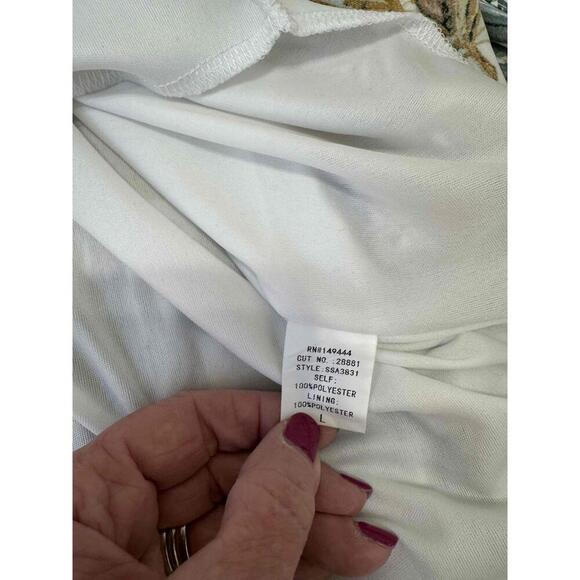 RN#149444
CUT NO. :28881
STYLE:SSA3831
SELF:
100%POLYESTER
LINING:
100%POLYESTER
L